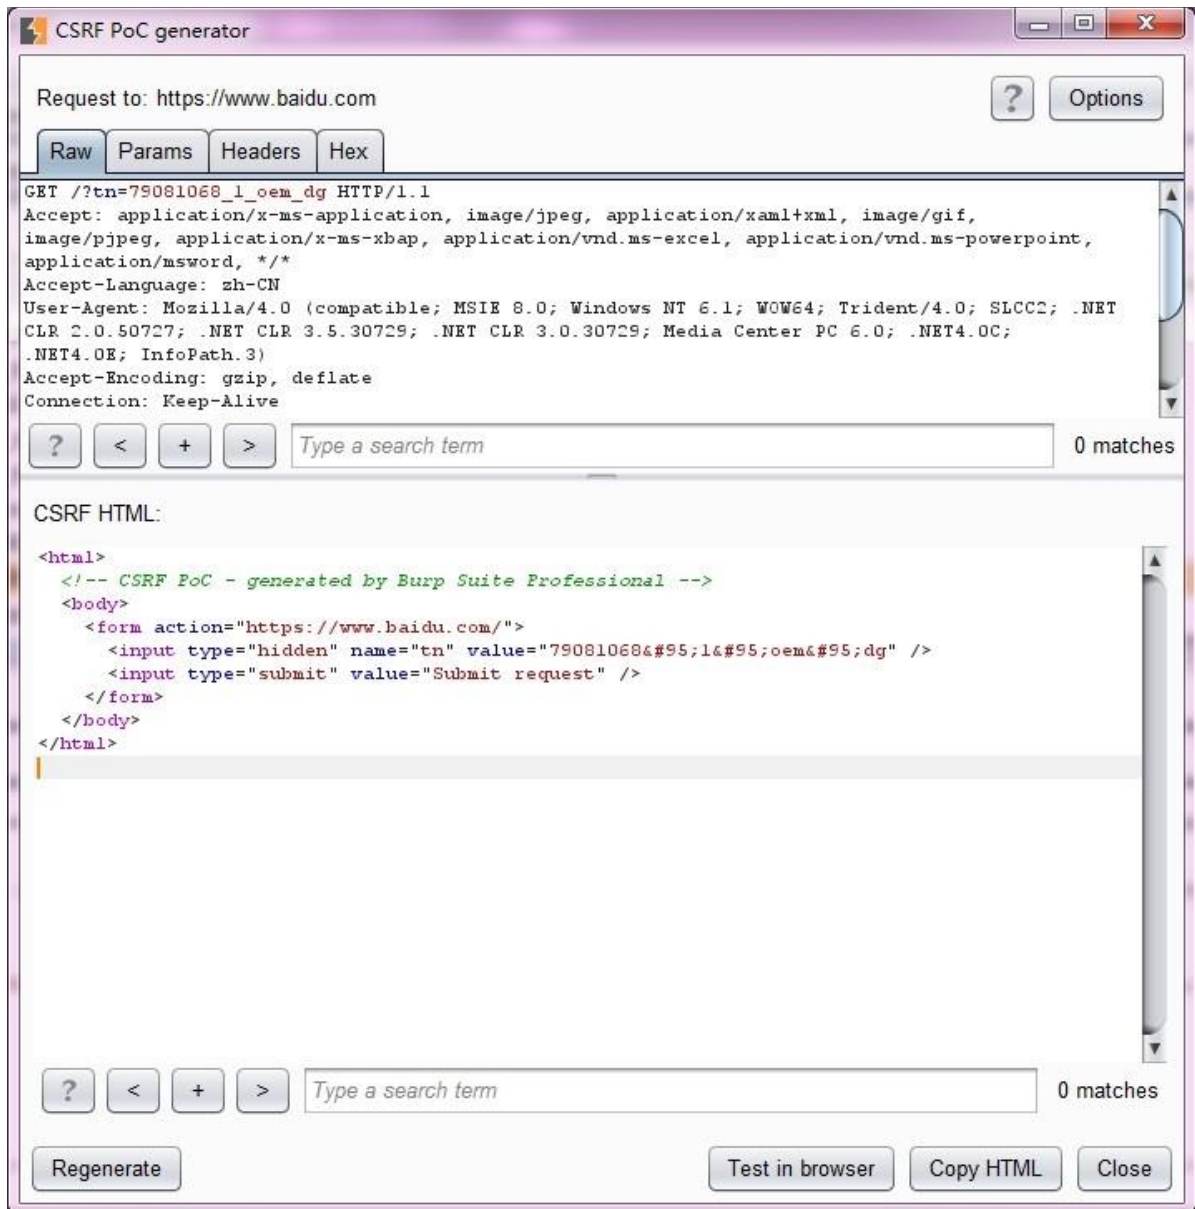 CSRF PoC generator
Request to: https://www.baidu.com
? Options
Raw Params Headers Hex
GET /?tn=79081068_1_oem_dg HTTP/1.1
Accept: application/x-ms-application, image/jpeg, application/xaml+xml, image/gif,
image/pjpeg, application/x-ms-xbap, application/vnd.ms-excel, application/vnd.ms-powerpoint,
application/msword, */*
Accept-Language: zh-CN
User-Agent: Mozilla/4.0 (compatible; MSIE 8.0; Windows NT 6.1; WOW64; Trident/4.0; SLCC2; .NET
CLR 2.0.50727; .NET CLR 3.5.30729; .NET CLR 3.0.30729; Media Center PC 6.0; .NET4.0C;
.NET4.0E; InfoPath.3)
Accept-Encoding: gzip, deflate
Connection: Keep-Alive
? < + > Type a search term 0 matches
CSRF HTML:
<html>
<!-- CSRF PoC - generated by Burp Suite Professional -->
<body>
<form action="https://www.baidu.com/">
<input type="hidden" name="tn" value="79081068&#95;1&#95;oem&#95;dg" />
<input type="submit" value="Submit request" />
</form>
</body>
</html>
? < + > Type a search term 0 matches
Regenerate Test in browser Copy HTML Close